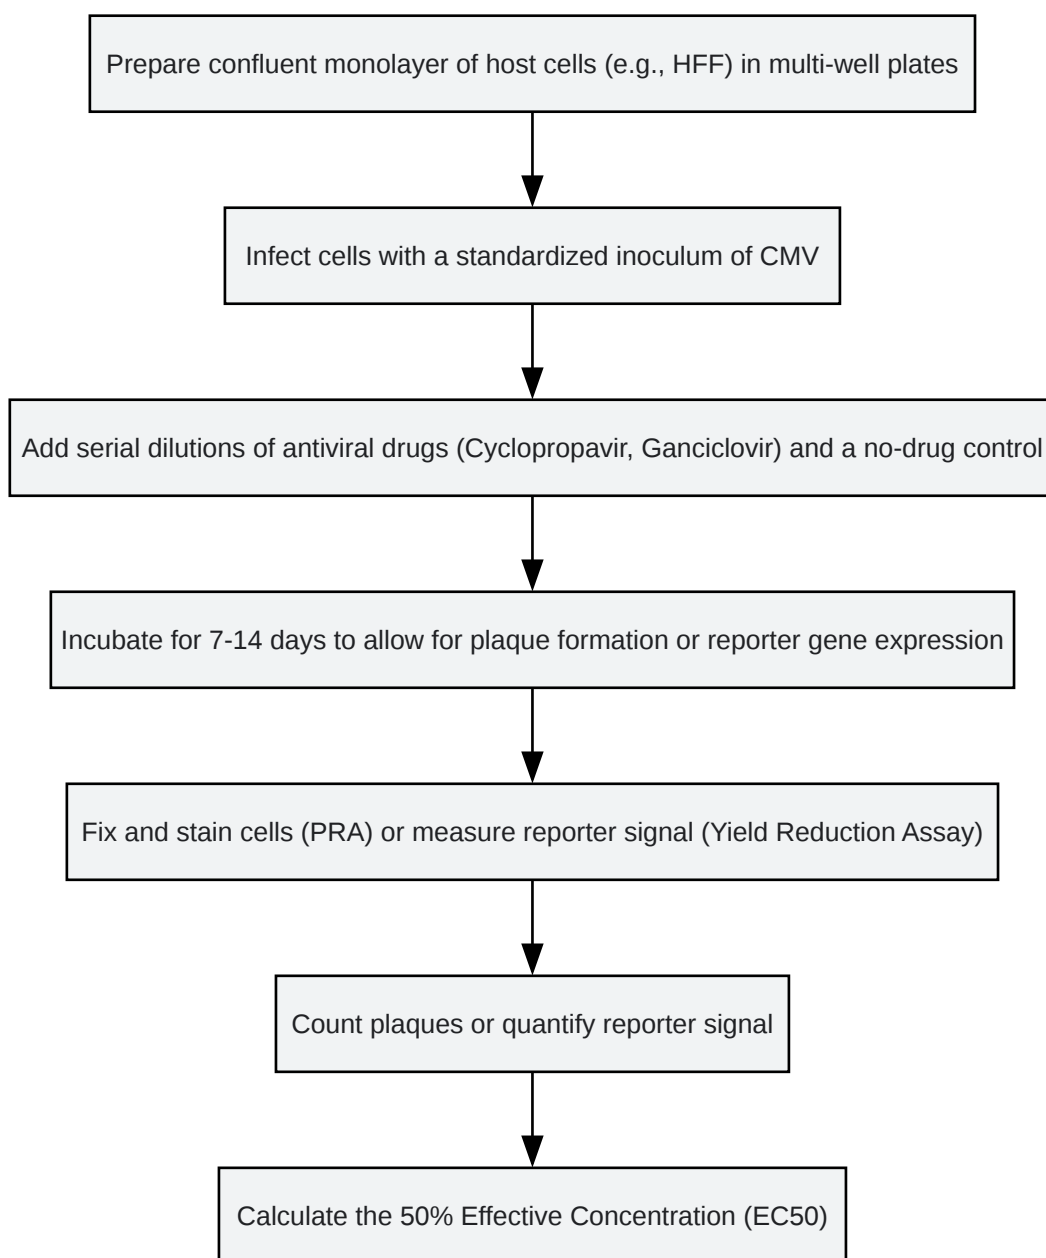 Prepare confluent monolayer of host cells (e.g., HFF) in multi-well plates
Infect cells with a standardized inoculum of CMV
Add serial dilutions of antiviral drugs (Cyclopropavir, Ganciclovir) and a no-drug control
Incubate for 7-14 days to allow for plaque formation or reporter gene expression
Fix and stain cells (PRA) or measure reporter signal (Yield Reduction Assay)
Count plaques or quantify reporter signal
Calculate the 50% Effective Concentration (EC50)